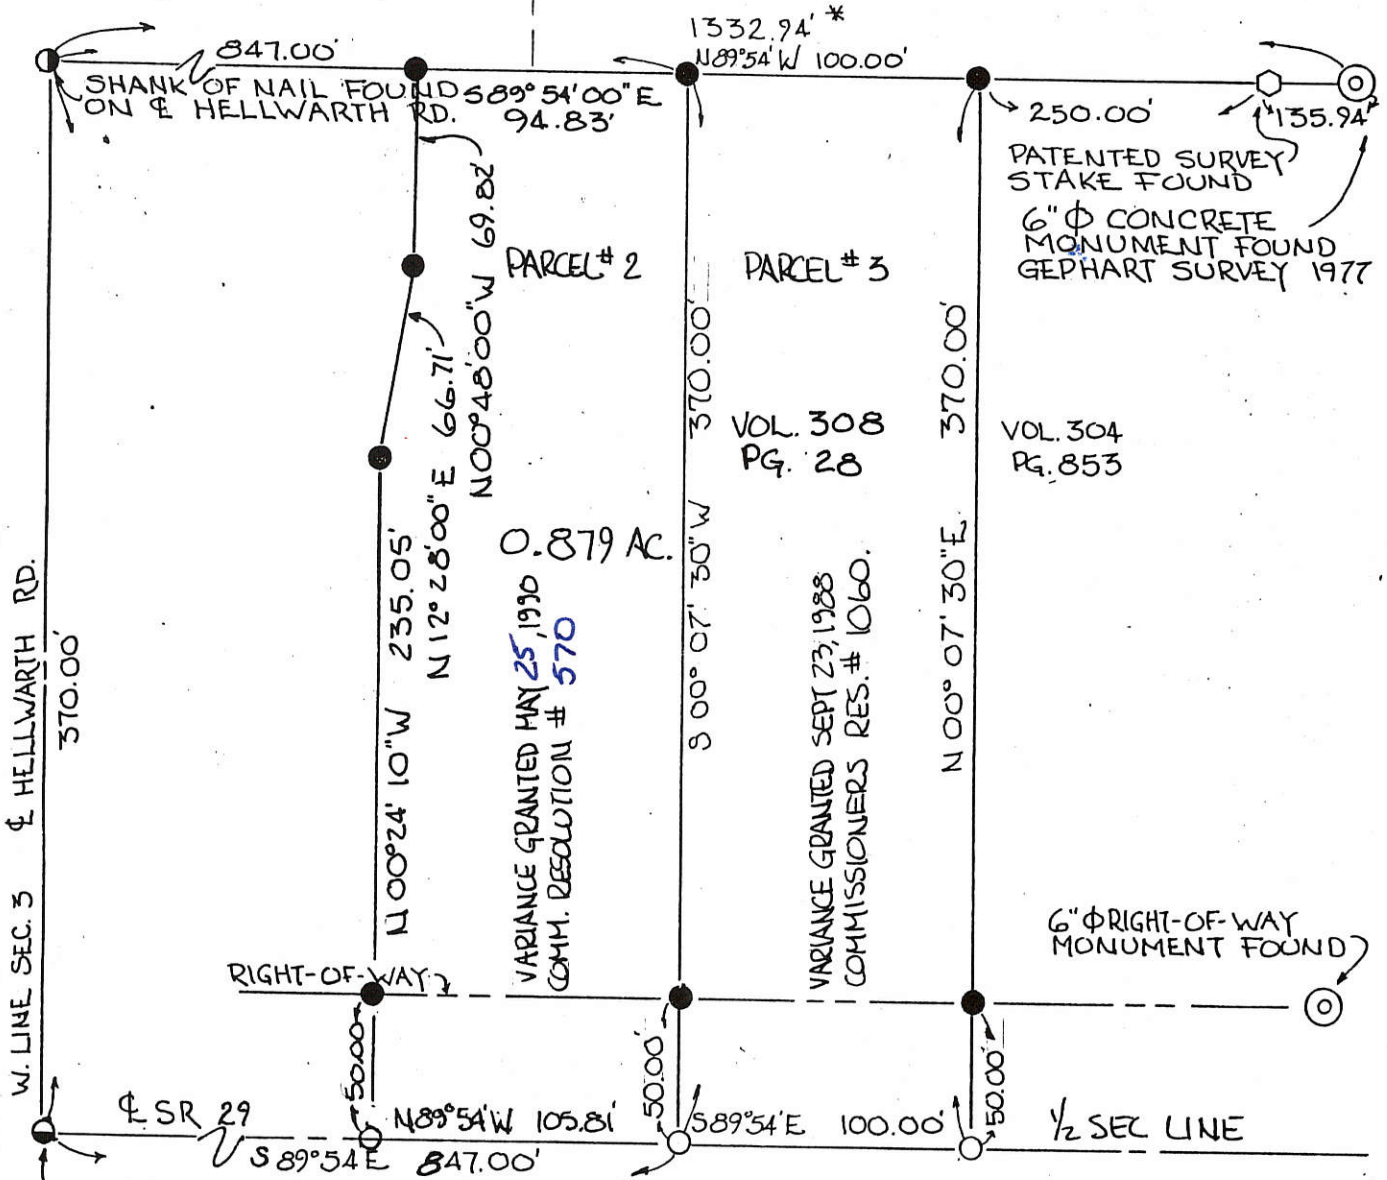 1332.94' *
847.00'
N89°54'W 100.00'
SHANK OF NAIL FOUND
ON ℄ HELLWARTH RD.
S89°54'00"E
94.83'
250.00'
135.94'
PATENTED SURVEY
STAKE FOUND
6"ϕ CONCRETE
MONUMENT FOUND
GEPHART SURVEY 1977
N00°48'00"W 69.82'
PARCEL # 2
PARCEL # 3
N12°28'00"E 66.71'
370.00'
S00°07'30"W
370.00'
N00°07'30"E
VOL. 308
PG. 28
VOL. 304
PG. 853
0.879 AC.
N00°24'10"W 235.05'
VARIANCE GRANTED MAY 25, 1990
COMM. RESOLUTION # 570
VARIANCE GRANTED SEPT 23, 1988
COMMISSIONERS RES. # 1060.
W. LINE SEC. 3 ℄ HELLWARTH RD.
370.00'
6"ϕ RIGHT-OF-WAY
MONUMENT FOUND
RIGHT-OF-WAY
50.00'
50.00'
50.00'
℄ SR 29
N89°54'W 105.81'
S89°54'E 100.00'
½ SEC LINE
S89°54'E 847.00'